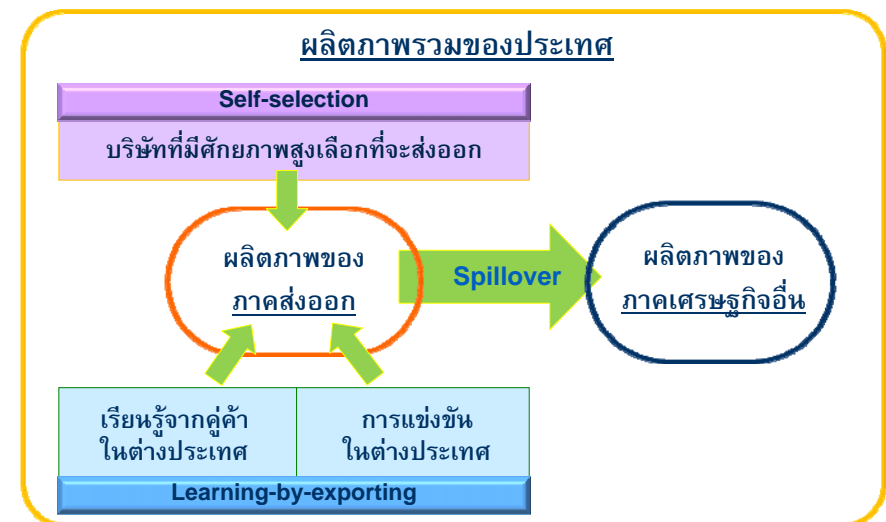 ผลิตภาพรวมของประเทศ
Self-selection
บริษัทที่มีศักยภาพสูงเลือกที่จะส่งออก
ผลิตภาพของ
ภาคส่งออก
Spillover
ผลิตภาพของ
ภาคเศรษฐกิจอื่น
เรียนรู้จากคู่ค้า
ในต่างประเทศ
การแข่งขัน
ในต่างประเทศ
Learning-by-exporting